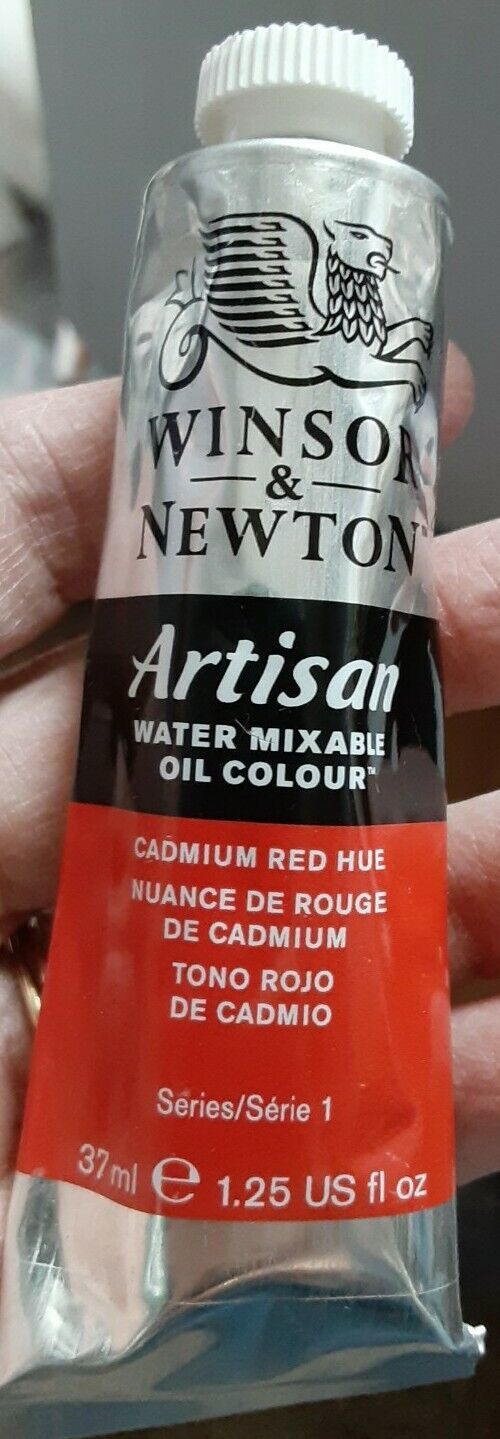 WINSOR
&
NEWTON™
Artisan
WATER MIXABLE
OIL COLOUR™
CADMIUM RED HUE
NUANCE DE ROUGE
DE CADMIUM
TONO ROJO
DE CADMIO
Series/Série 1
37ml e 1.25 US fl oz